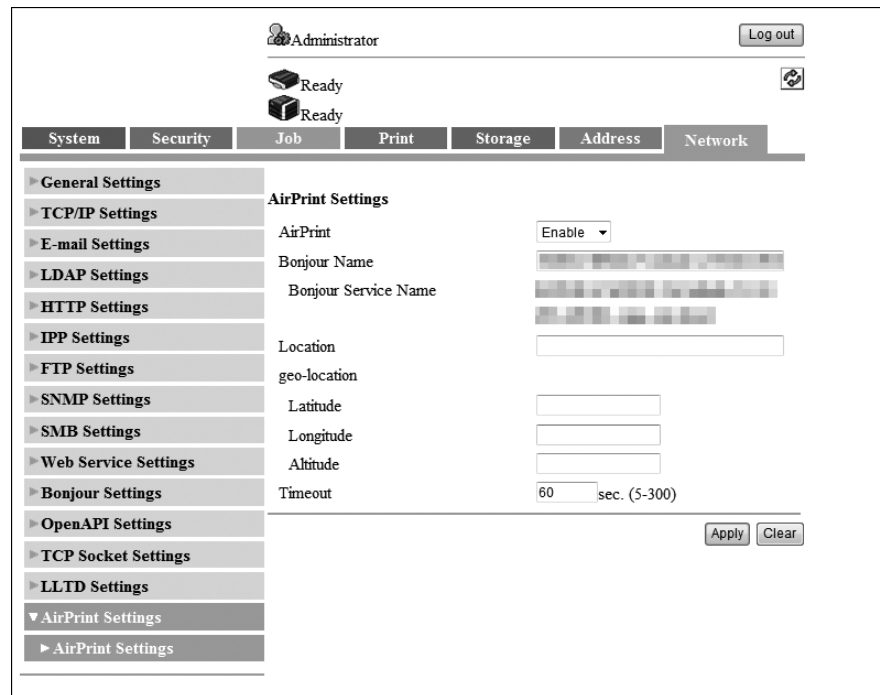 Administrator
Log out
Ready
Ready
System Security Job Print Storage Address Network
General Settings
TCP/IP Settings
E-mail Settings
LDAP Settings
HTTP Settings
IPP Settings
FTP Settings
SNMP Settings
SMB Settings
Web Service Settings
Bonjour Settings
OpenAPI Settings
TCP Socket Settings
LLTD Settings
AirPrint Settings
AirPrint Settings
AirPrint Settings
AirPrint Enable
Bonjour Name
Bonjour Service Name
Location
geo-location
Latitude
Longitude
Altitude
Timeout 60 sec. (5-300)
Apply Clear